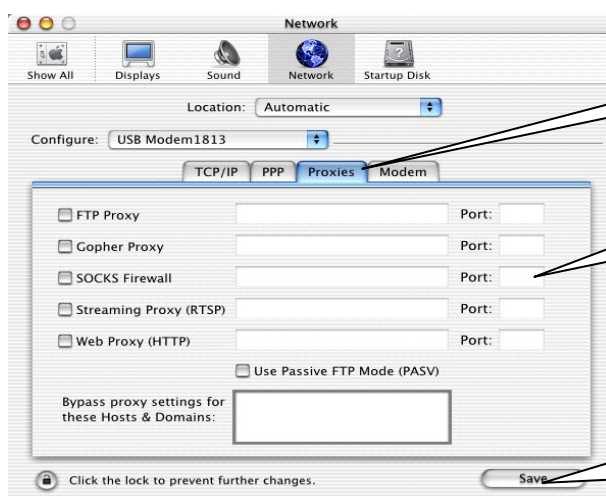 Network
Show All Displays Sound Network Startup Disk
Location: Automatic
Configure: USB Modem1813
TCP/IP PPP Proxies Modem
FTP Proxy Port:
Gopher Proxy Port:
SOCKS Firewall Port:
Streaming Proxy (RTSP) Port:
Web Proxy (HTTP) Port:
Use Passive FTP Mode (PASV)
Bypass proxy settings for
these Hosts & Domains:
Click the lock to prevent further changes. Save